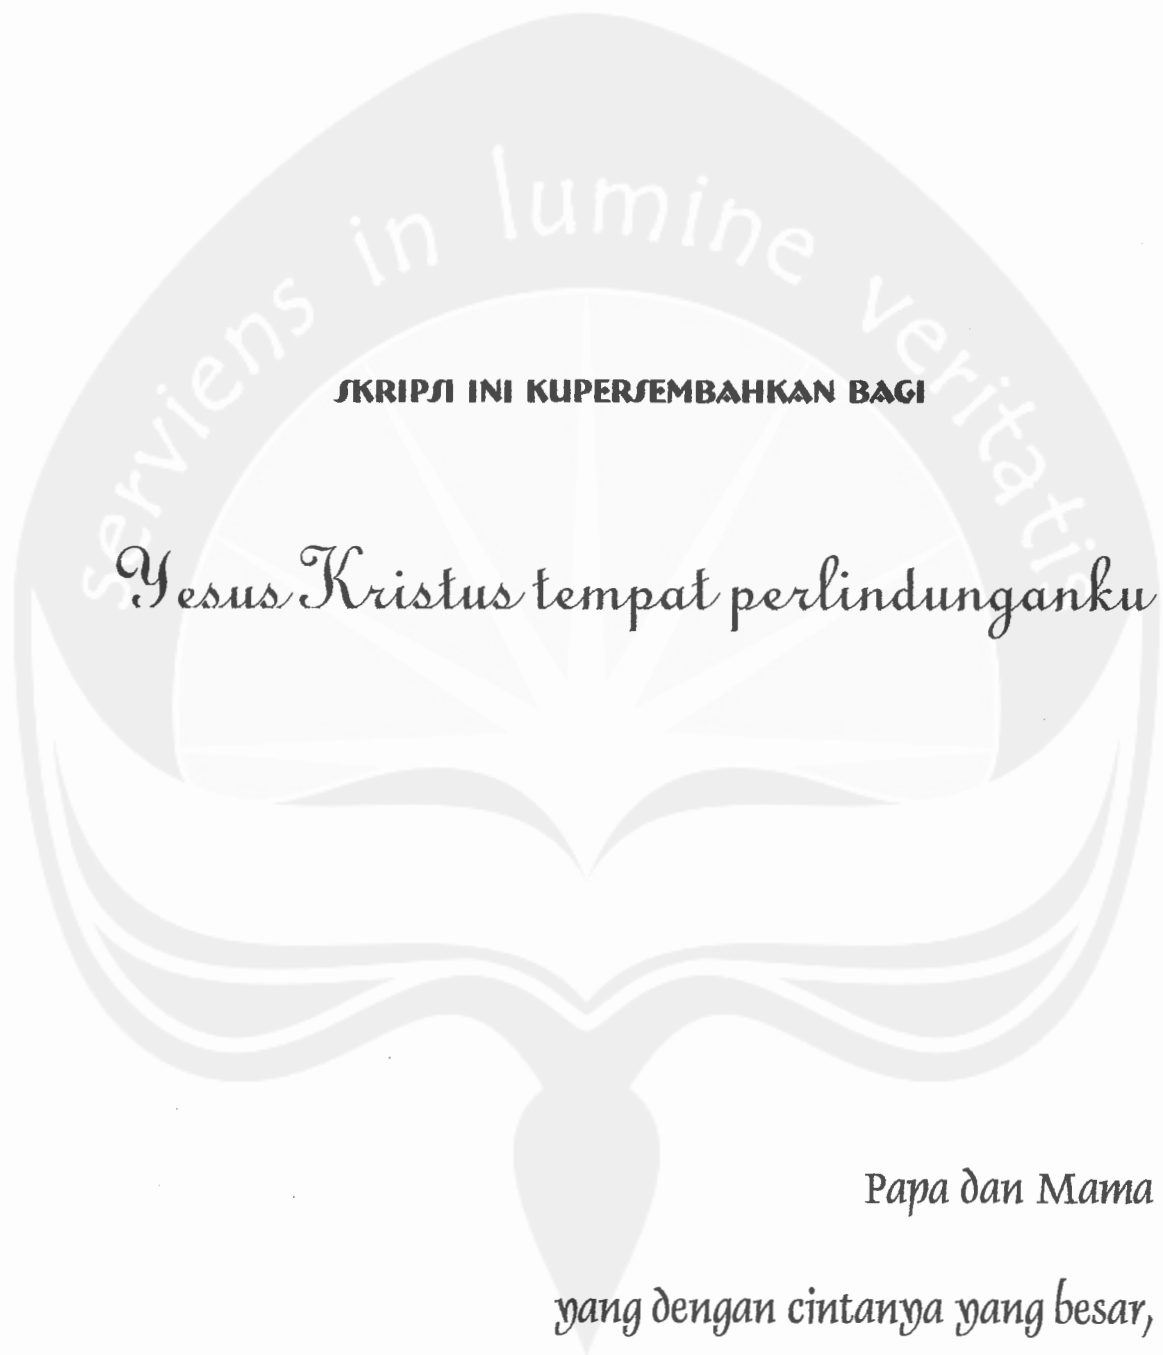 serviens in lumine veritatis
SKRIPSI INI KUPERSEMBAHKAN BAGI
Yesus Kristus tempat perlindunganku
Papa dan Mama
yang dengan cintanya yang besar,